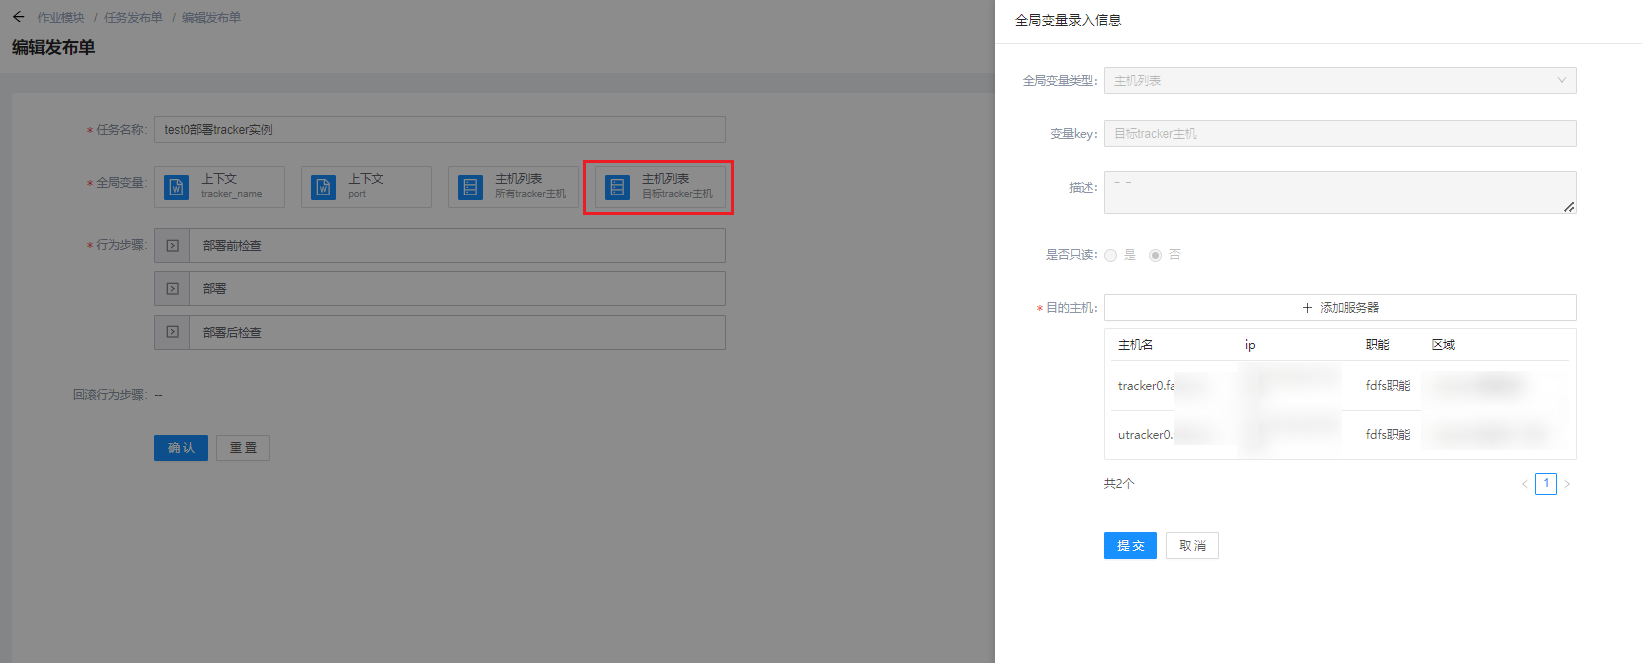 作业模块 / 任务发布单 / 编辑发布单
编辑发布单
* 任务名称: test0部署tracker实例
* 全局变量:
上下文
tracker_name
上下文
port
主机列表
所有tracker主机
主机列表
目标tracker主机
* 行为步骤: 部署前检查
部署
部署后检查
回滚行为步骤: --
确 认
重 置
全局变量录入信息
全局变量类型: 主机列表
变量key: 目标tracker主机
描述: - -
是否只读: 是 否
* 目的主机: + 添加服务器
主机名 ip 职能 区域
tracker0.fa fdfs职能
utracker0. fdfs职能
共2个
< 1 >
提 交
取 消